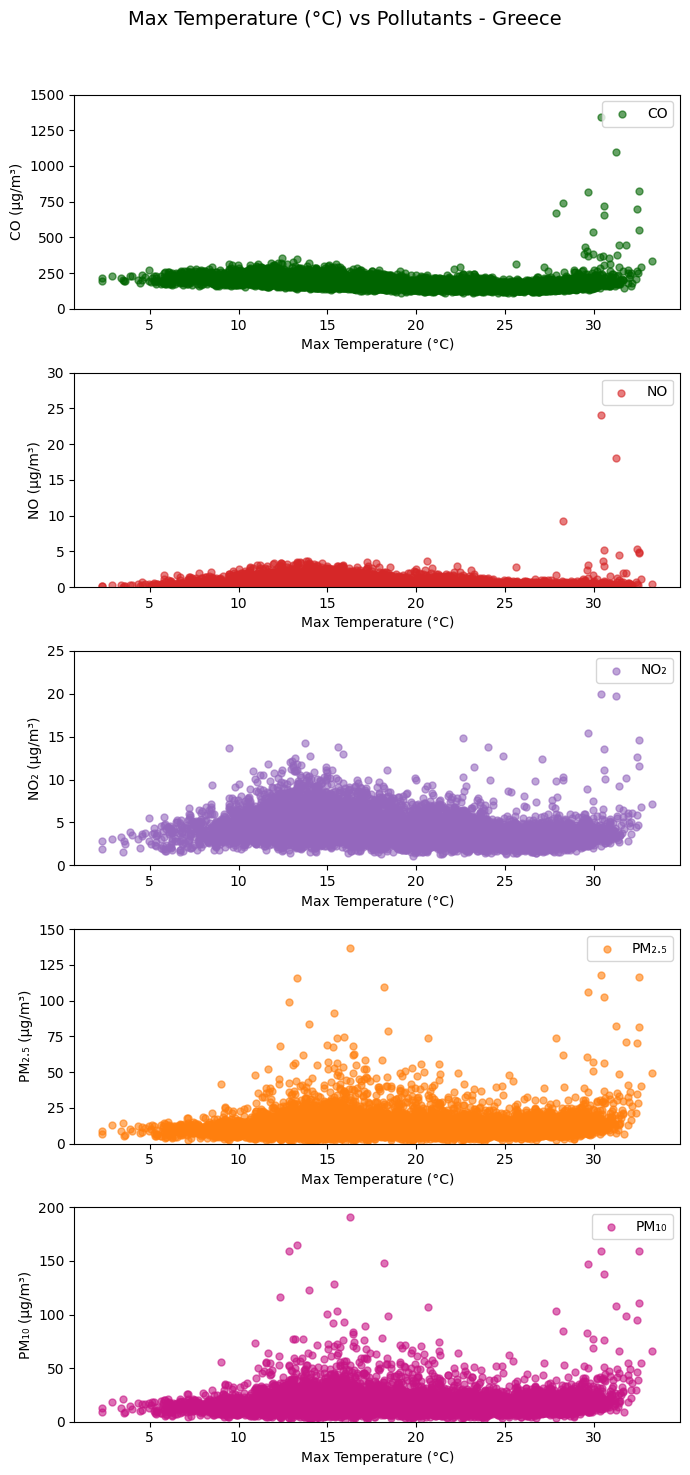 Max Temperature (°C) vs Pollutants - Greece
1500
1250
1000
750
500
250
0
CO (μg/m³)
CO
5 10 15 20 25 30
Max Temperature (°C)
30
25
20
15
10
5
0
NO (μg/m³)
NO
5 10 15 20 25 30
Max Temperature (°C)
25
20
15
10
5
0
NO₂ (μg/m³)
NO₂
5 10 15 20 25 30
Max Temperature (°C)
150
125
100
75
50
25
0
PM₂.₅ (μg/m³)
PM₂.₅
5 10 15 20 25 30
Max Temperature (°C)
200
150
100
50
0
PM₁₀ (μg/m³)
PM₁₀
5 10 15 20 25 30
Max Temperature (°C)